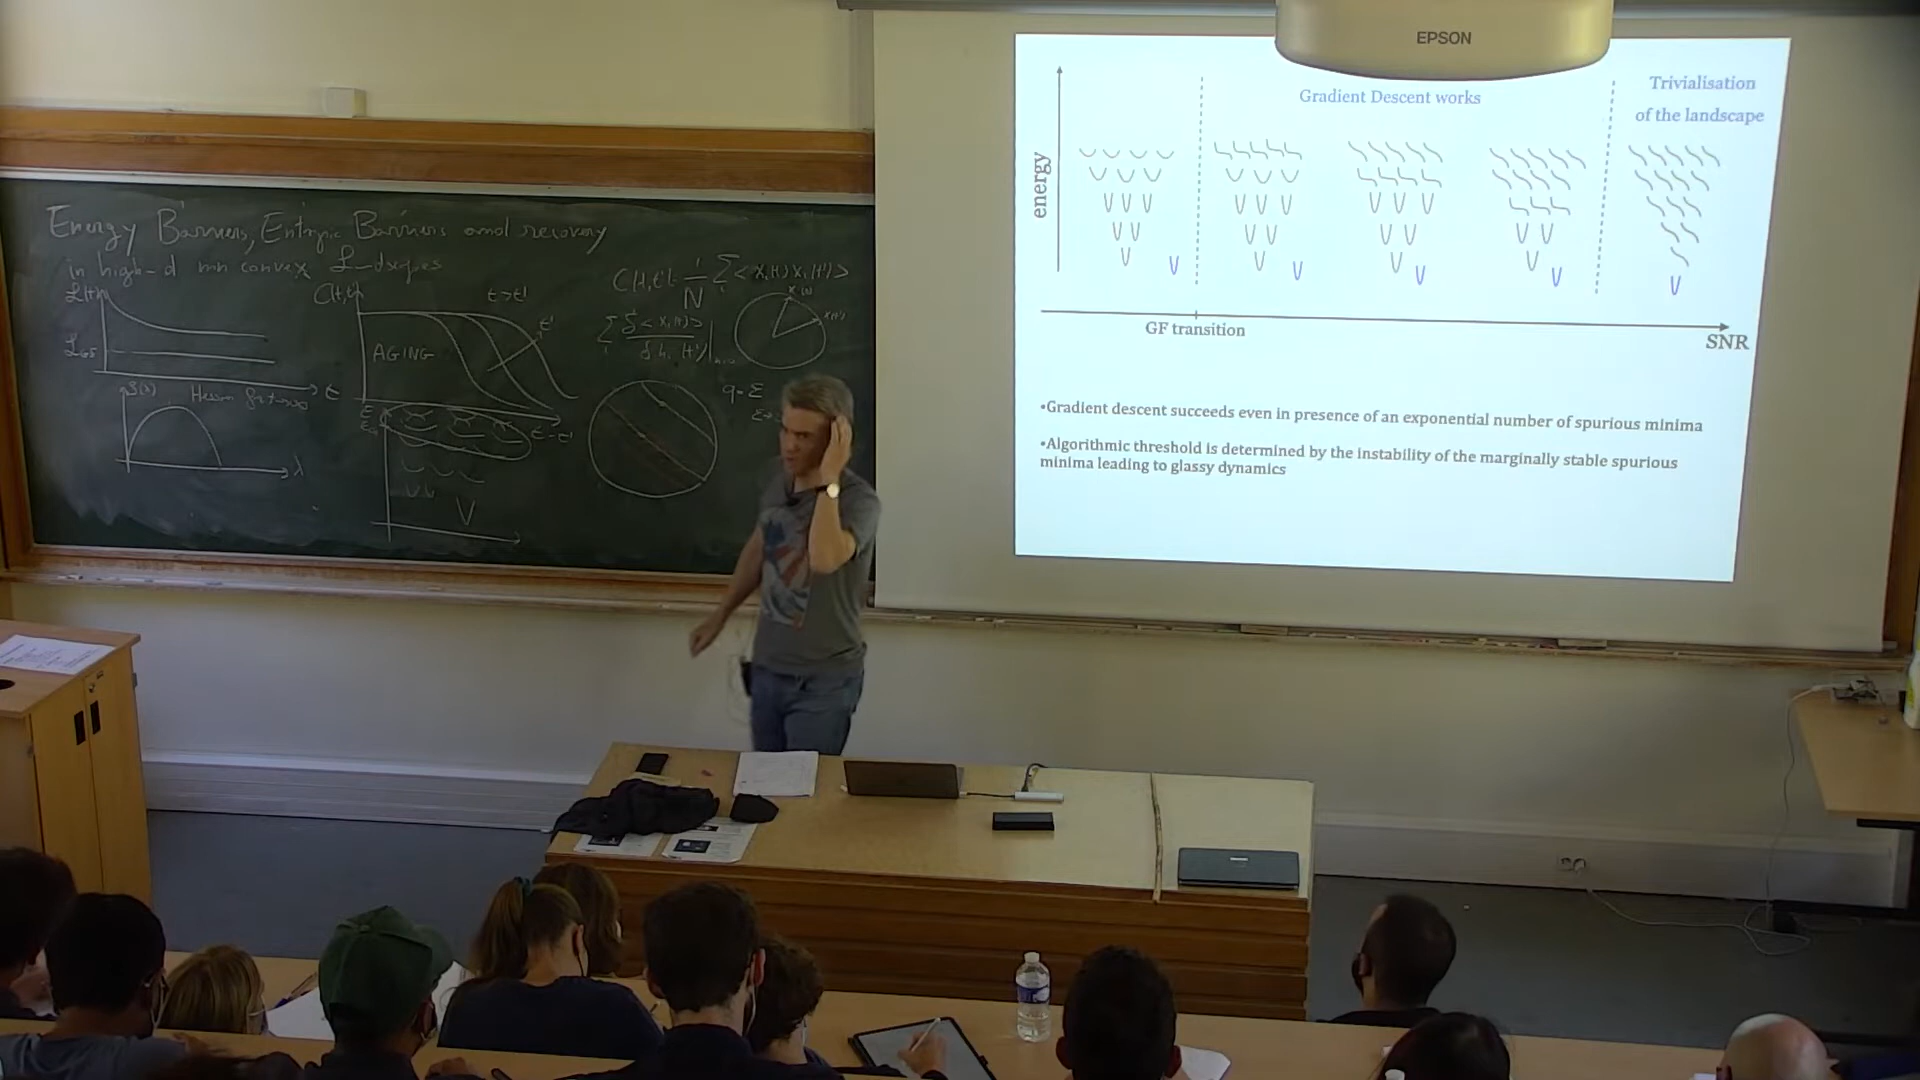 EPSON
Trivialisation
of the landscape
Gradient Descent works
energy
GF transition
SNR
•Gradient descent succeeds even in presence of an exponential number of spurious minima
•Algorithmic threshold is determined by the instability of the marginally stable spurious
minima leading to glassy dynamics
Energy Barriers, Entropic Barriers and recovery
in high-d non convex
C(t,t')
t>t'
AGING
Hessian